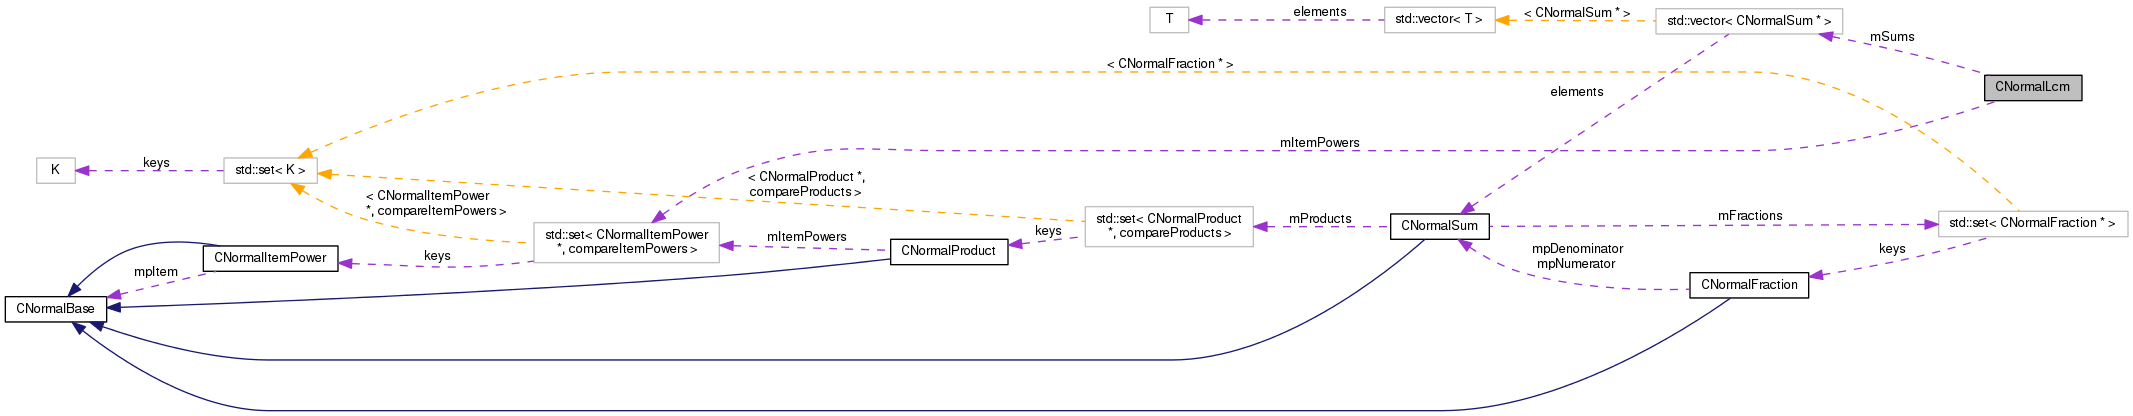 T
elements
std::vector< T >
< CNormalSum * >
std::vector< CNormalSum * >
mSums
CNormalLcm
< CNormalFraction * >
elements
mItemPowers
K
keys
std::set< K >
< CNormalProduct *,
compareProducts >
< CNormalItemPower
*, compareItemPowers >
std::set< CNormalItemPower
*, compareItemPowers >
mItemPowers
CNormalProduct
keys
std::set< CNormalProduct
*, compareProducts >
mProducts
CNormalSum
mFractions
std::set< CNormalFraction * >
CNormalItemPower
keys
mpItem
mpDenominator
mpNumerator
keys
CNormalFraction
CNormalBase